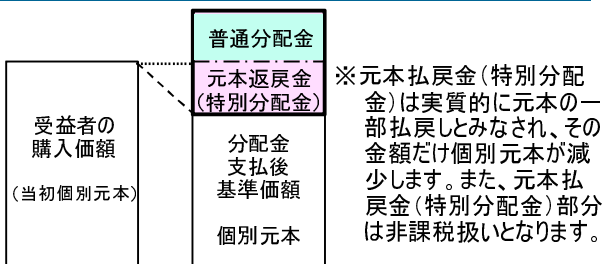 普通分配金
元本返戻金
(特別分配金)
受益者の
購入価額
(当初個別元本)
分配金
支払後
基準価額
個別元本
※元本払戻金(特別分配
金)は実質的に元本の一
部払戻しとみなされ、その
金額だけ個別元本が減
少します。また、元本払
戻金(特別分配金)部分
は非課税扱いとなります。